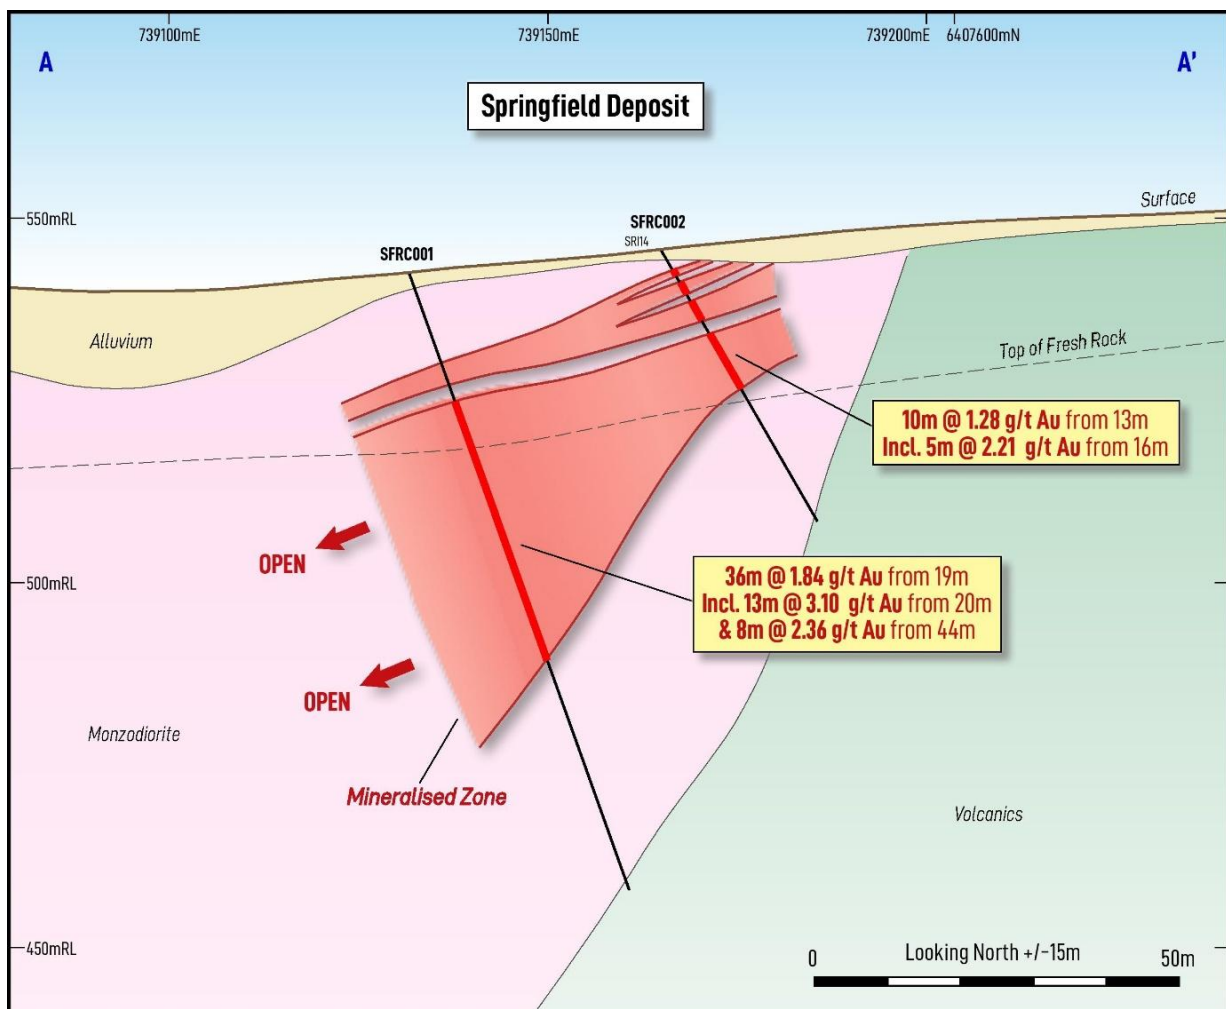 739100mE
739150mE
739200mE
6407600mN
A
A'
Springfield Deposit
550mRL
Surface
SFRC002
SRI14
SFRC001
Alluvium
Top of Fresh Rock
10m @ 1.28 g/t Au from 13m
Incl. 5m @ 2.21 g/t Au from 16m
OPEN
500mRL
36m @ 1.84 g/t Au from 19m
Incl. 13m @ 3.10 g/t Au from 20m
& 8m @ 2.36 g/t Au from 44m
OPEN
Monzodiorite
Mineralised Zone
Volcanics
450mRL
Looking North +/-15m
0
50m